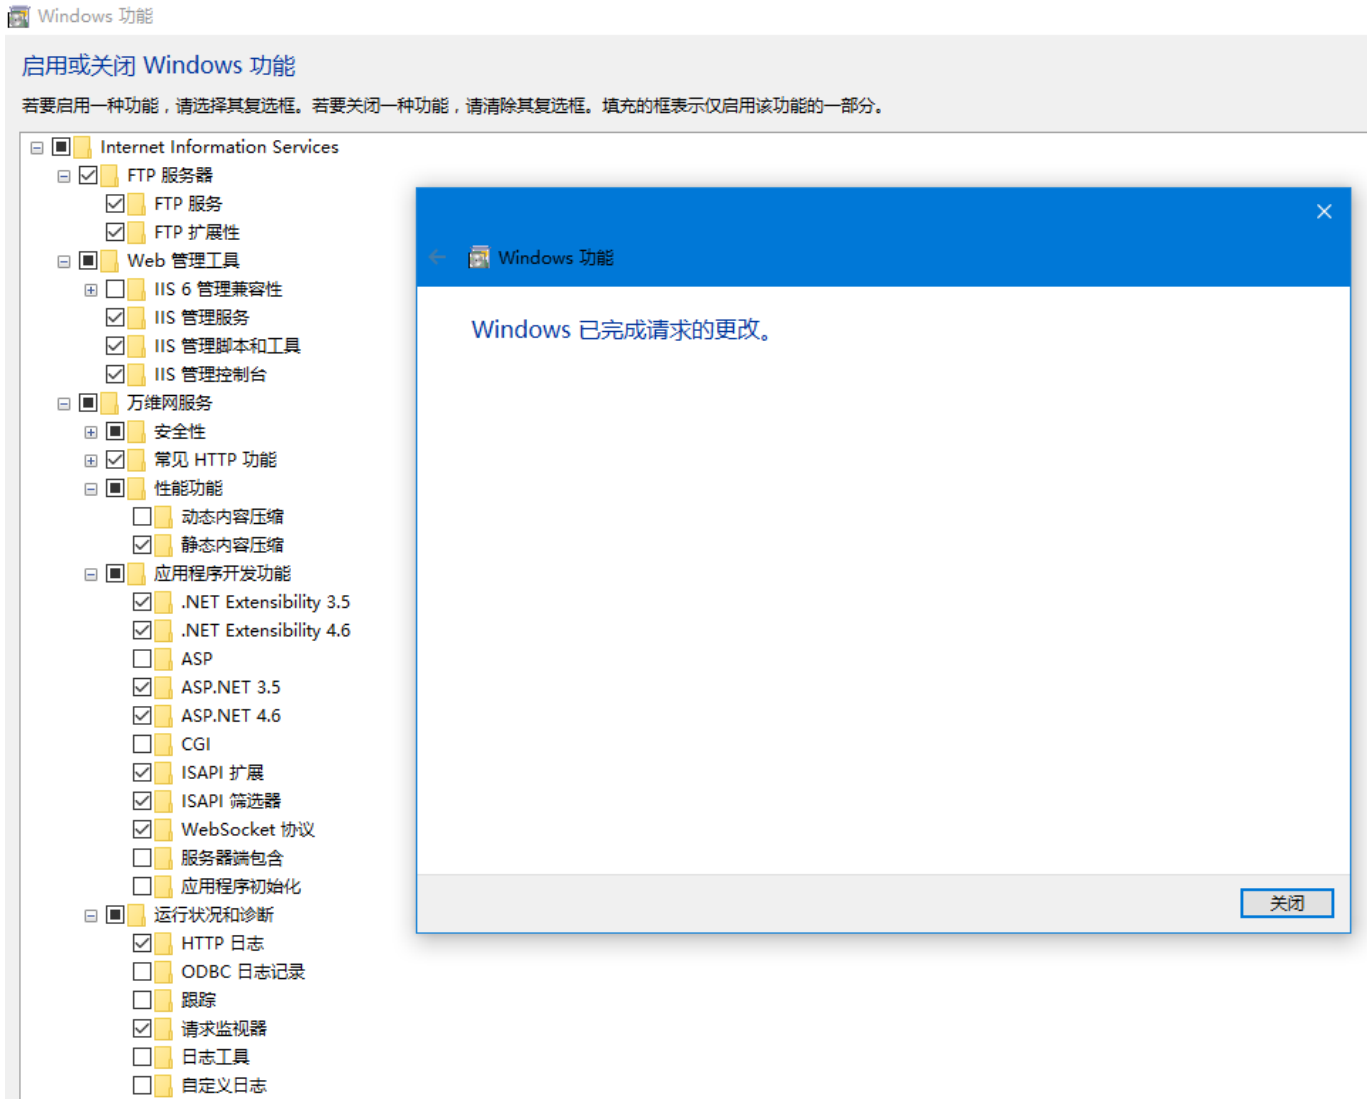 Windows 功能
启用或关闭 Windows 功能
若要启用一种功能，请选择其复选框。若要关闭一种功能，请清除其复选框。填充的框表示仅启用该功能的一部分。
Internet Information Services
FTP 服务器
FTP 服务
FTP 扩展性
Web 管理工具
IIS 6 管理兼容性
IIS 管理服务
IIS 管理脚本和工具
IIS 管理控制台
万维网服务
安全性
常见 HTTP 功能
性能功能
动态内容压缩
静态内容压缩
应用程序开发功能
.NET Extensibility 3.5
.NET Extensibility 4.6
ASP
ASP.NET 3.5
ASP.NET 4.6
CGI
ISAPI 扩展
ISAPI 筛选器
WebSocket 协议
服务器端包含
应用程序初始化
运行状况和诊断
HTTP 日志
ODBC 日志记录
跟踪
请求监视器
日志工具
自定义日志
Windows 功能
Windows 已完成请求的更改。
关闭